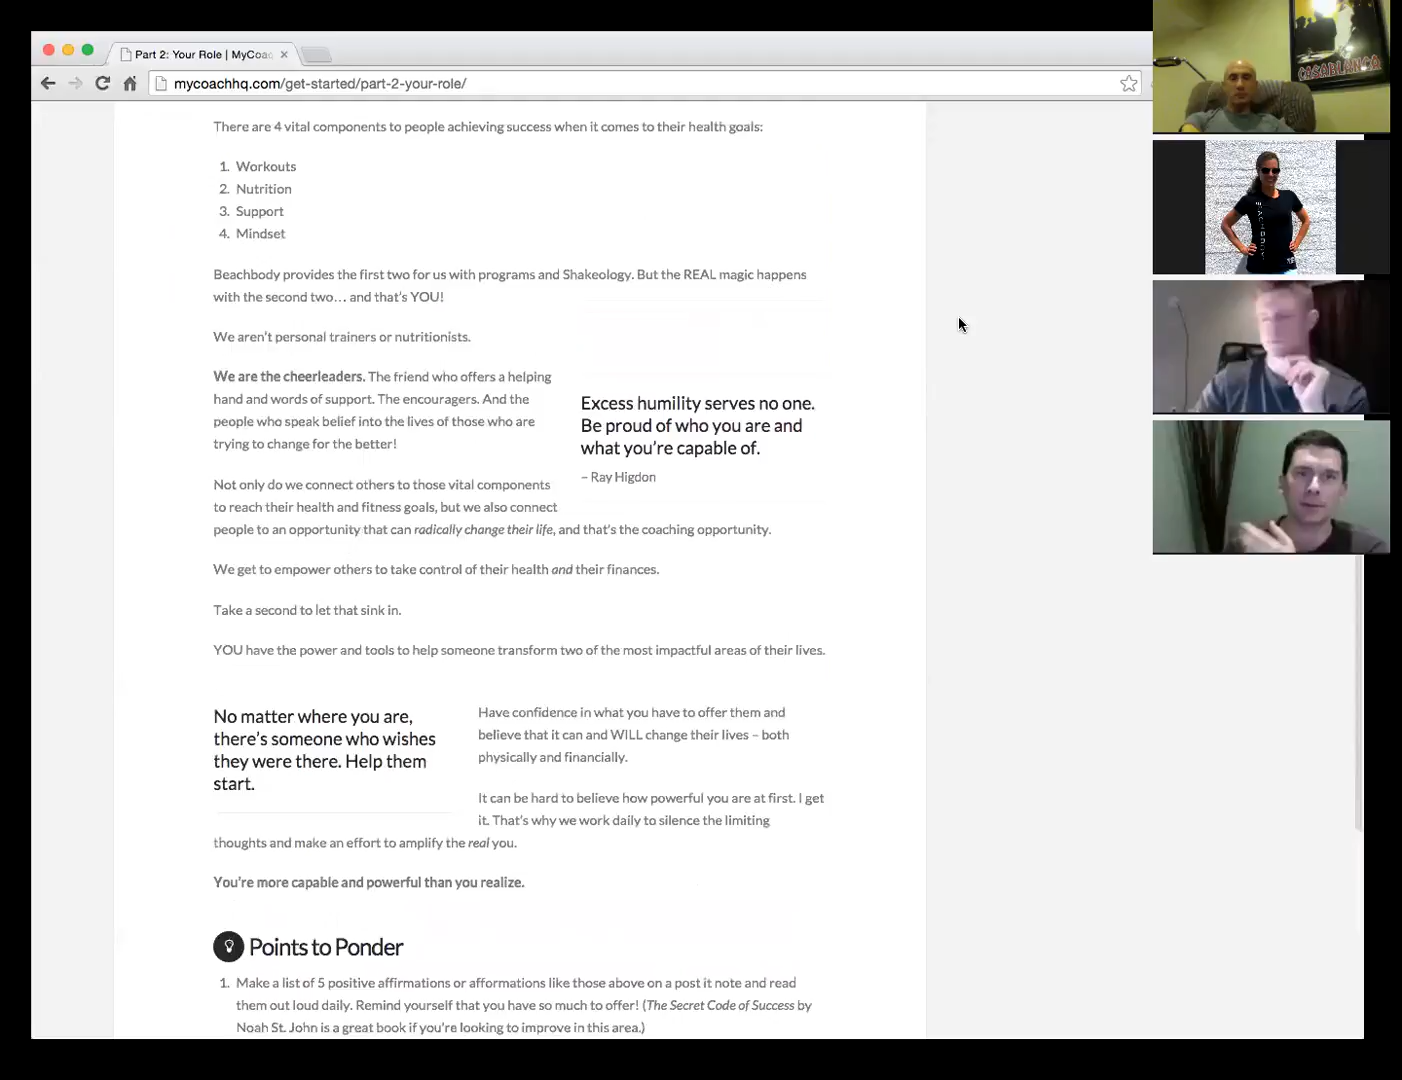 Part 2: Your Role | MyCoac
mycoachhq.com/get-started/part-2-your-role/
CASABLANCA
There are 4 vital components to people achieving success when it comes to their health goals:
1. Workouts
2. Nutrition
3. Support
4. Mindset
Beachbody provides the first two for us with programs and Shakeology. But the REAL magic happens
with the second two… and that's YOU!
We aren't personal trainers or nutritionists.
We are the cheerleaders. The friend who offers a helping
hand and words of support. The encouragers. And the
people who speak belief into the lives of those who are
trying to change for the better!
Excess humility serves no one.
Be proud of who you are and
what you're capable of.
– Ray Higdon
Not only do we connect others to those vital components
to reach their health and fitness goals, but we also connect
people to an opportunity that can radically change their life, and that's the coaching opportunity.
We get to empower others to take control of their health and their finances.
Take a second to let that sink in.
YOU have the power and tools to help someone transform two of the most impactful areas of their lives.
No matter where you are,
there's someone who wishes
they were there. Help them
start.
Have confidence in what you have to offer them and
believe that it can and WILL change their lives – both
physically and financially.
It can be hard to believe how powerful you are at first. I get
it. That's why we work daily to silence the limiting
thoughts and make an effort to amplify the real you.
You're more capable and powerful than you realize.
Points to Ponder
1. Make a list of 5 positive affirmations or afformations like those above on a post it note and read
them out loud daily. Remind yourself that you have so much to offer! (The Secret Code of Success by
Noah St. John is a great book if you're looking to improve in this area.)